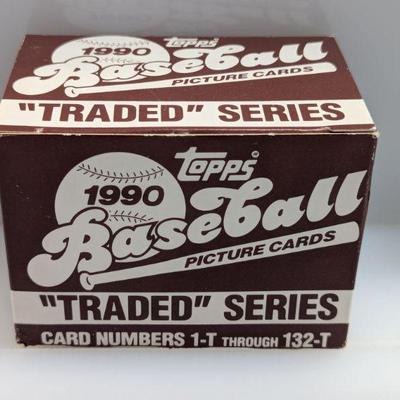 topps
1990
Baseball
PICTURE CARDS
"TRADED" SERIES
topps
1990
Baseball
PICTURE CARDS
"TRADED" SERIES
CARD NUMBERS 1-T THROUGH 132-T